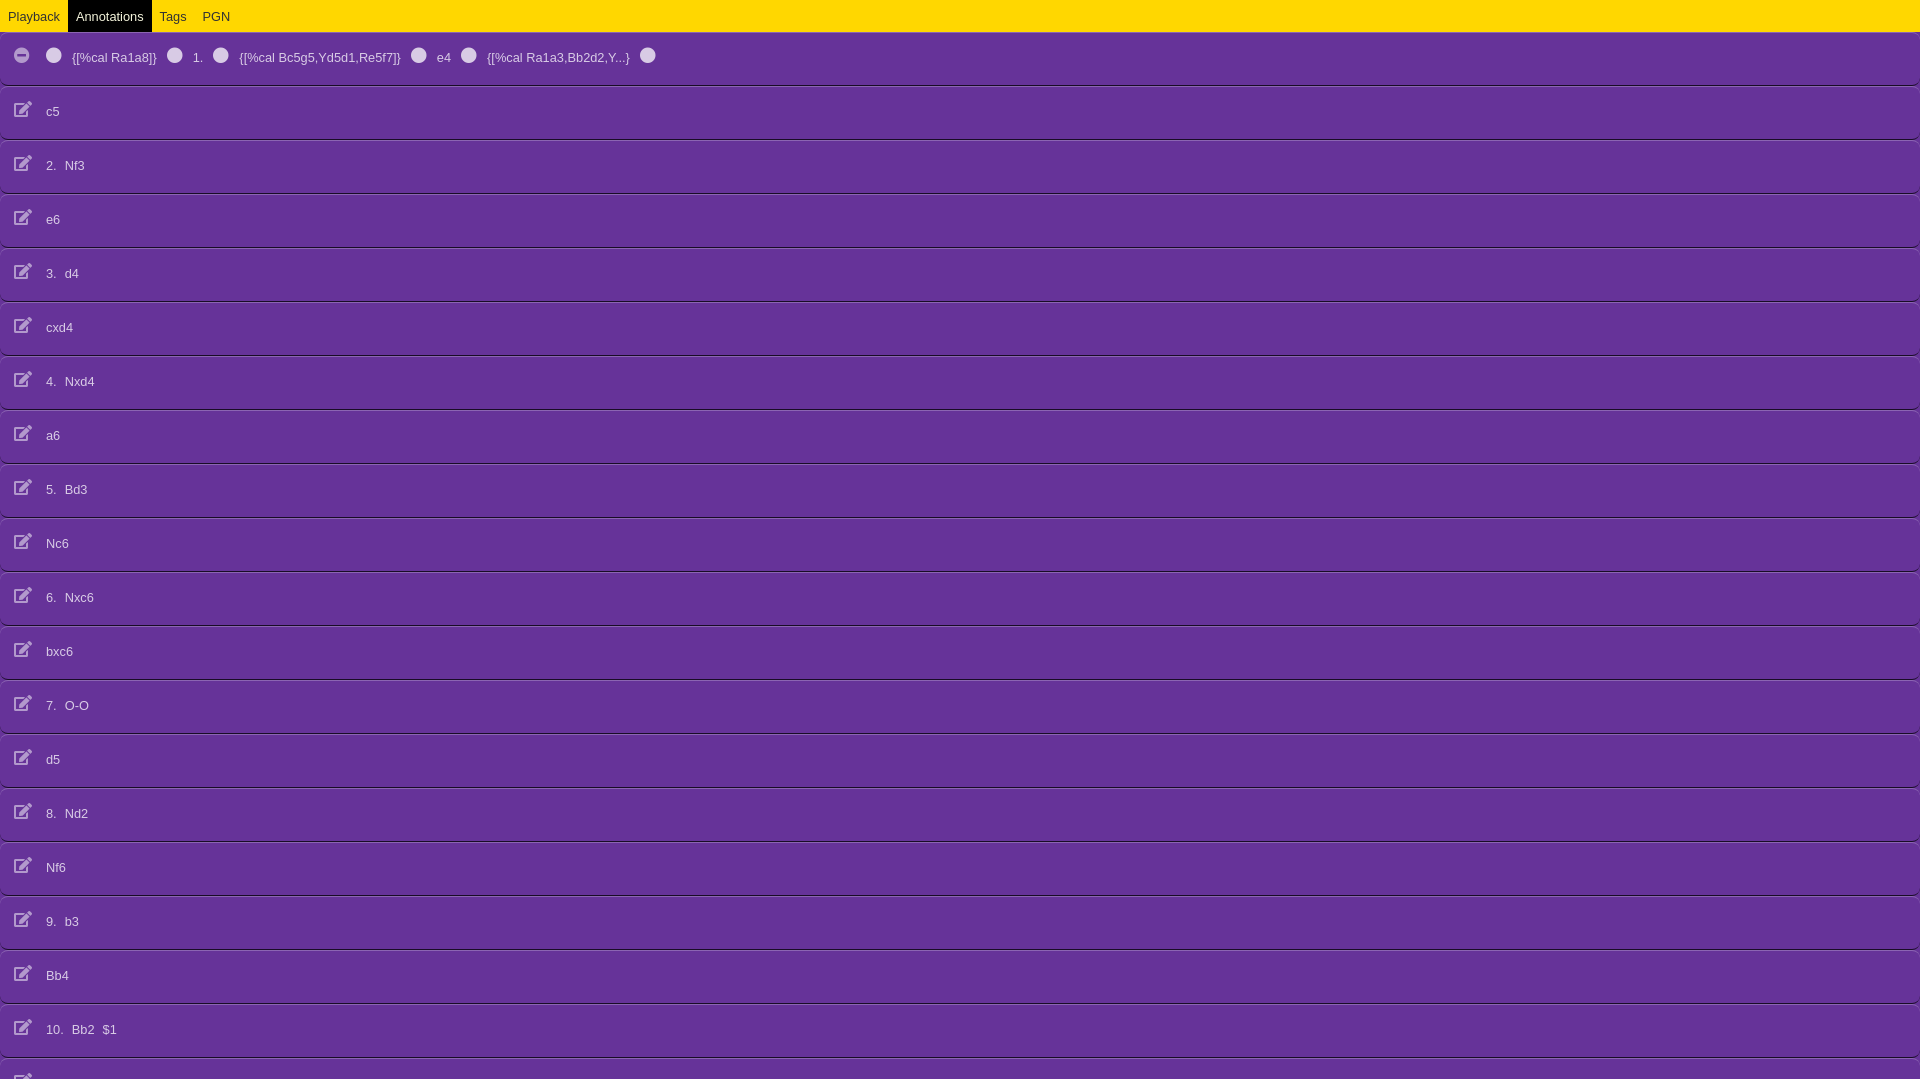 Playback Annotations Tags PGN
{[%cal Ra1a8]} 1. {[%cal Bc5g5,Yd5d1,Re5f7]} e4 {[%cal Ra1a3,Bb2d2,Y...}
c5
2. Nf3
e6
3. d4
cxd4
4. Nxd4
a6
5. Bd3
Nc6
6. Nxc6
bxc6
7. O-O
d5
8. Nd2
Nf6
9. b3
Bb4
10. Bb2 $1